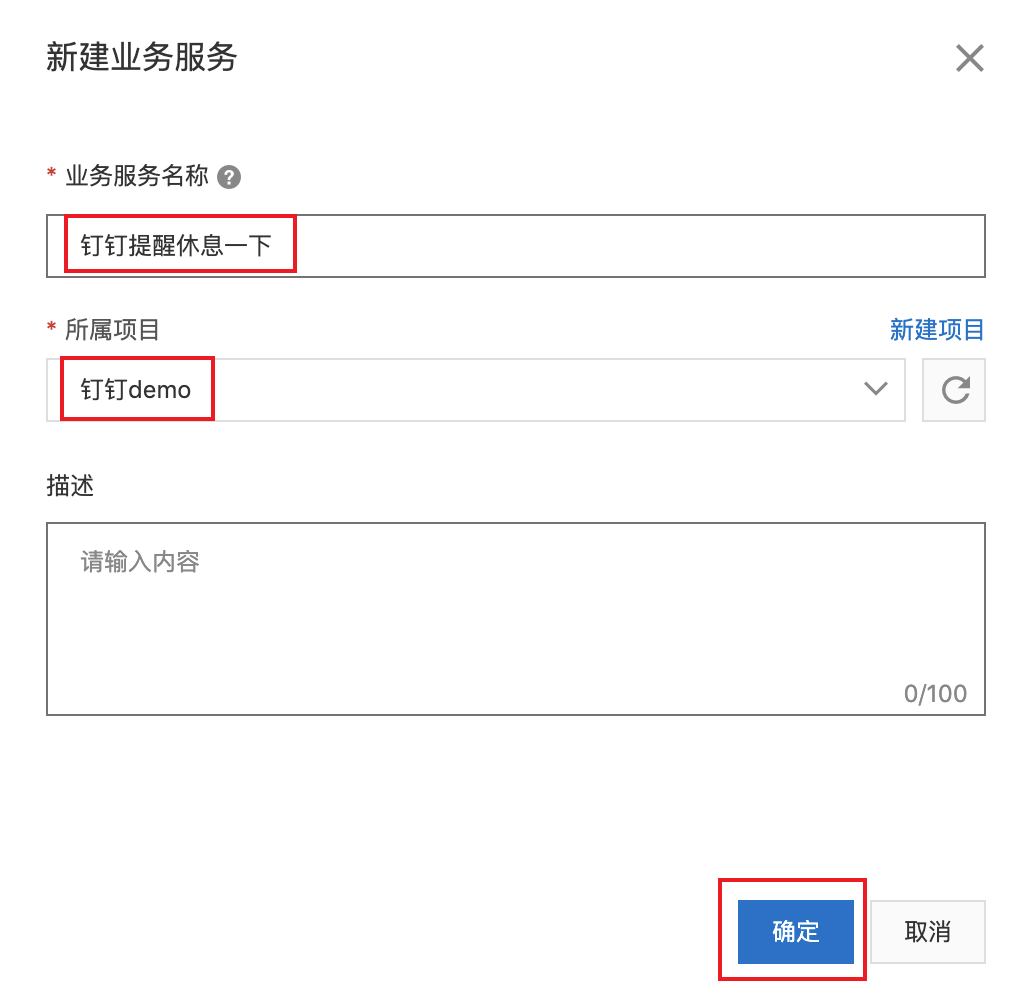 新建业务服务
* 业务服务名称 ?
钉钉提醒休息一下
* 所属项目 新建项目
钉钉demo
描述
请输入内容
0/100
确定 取消